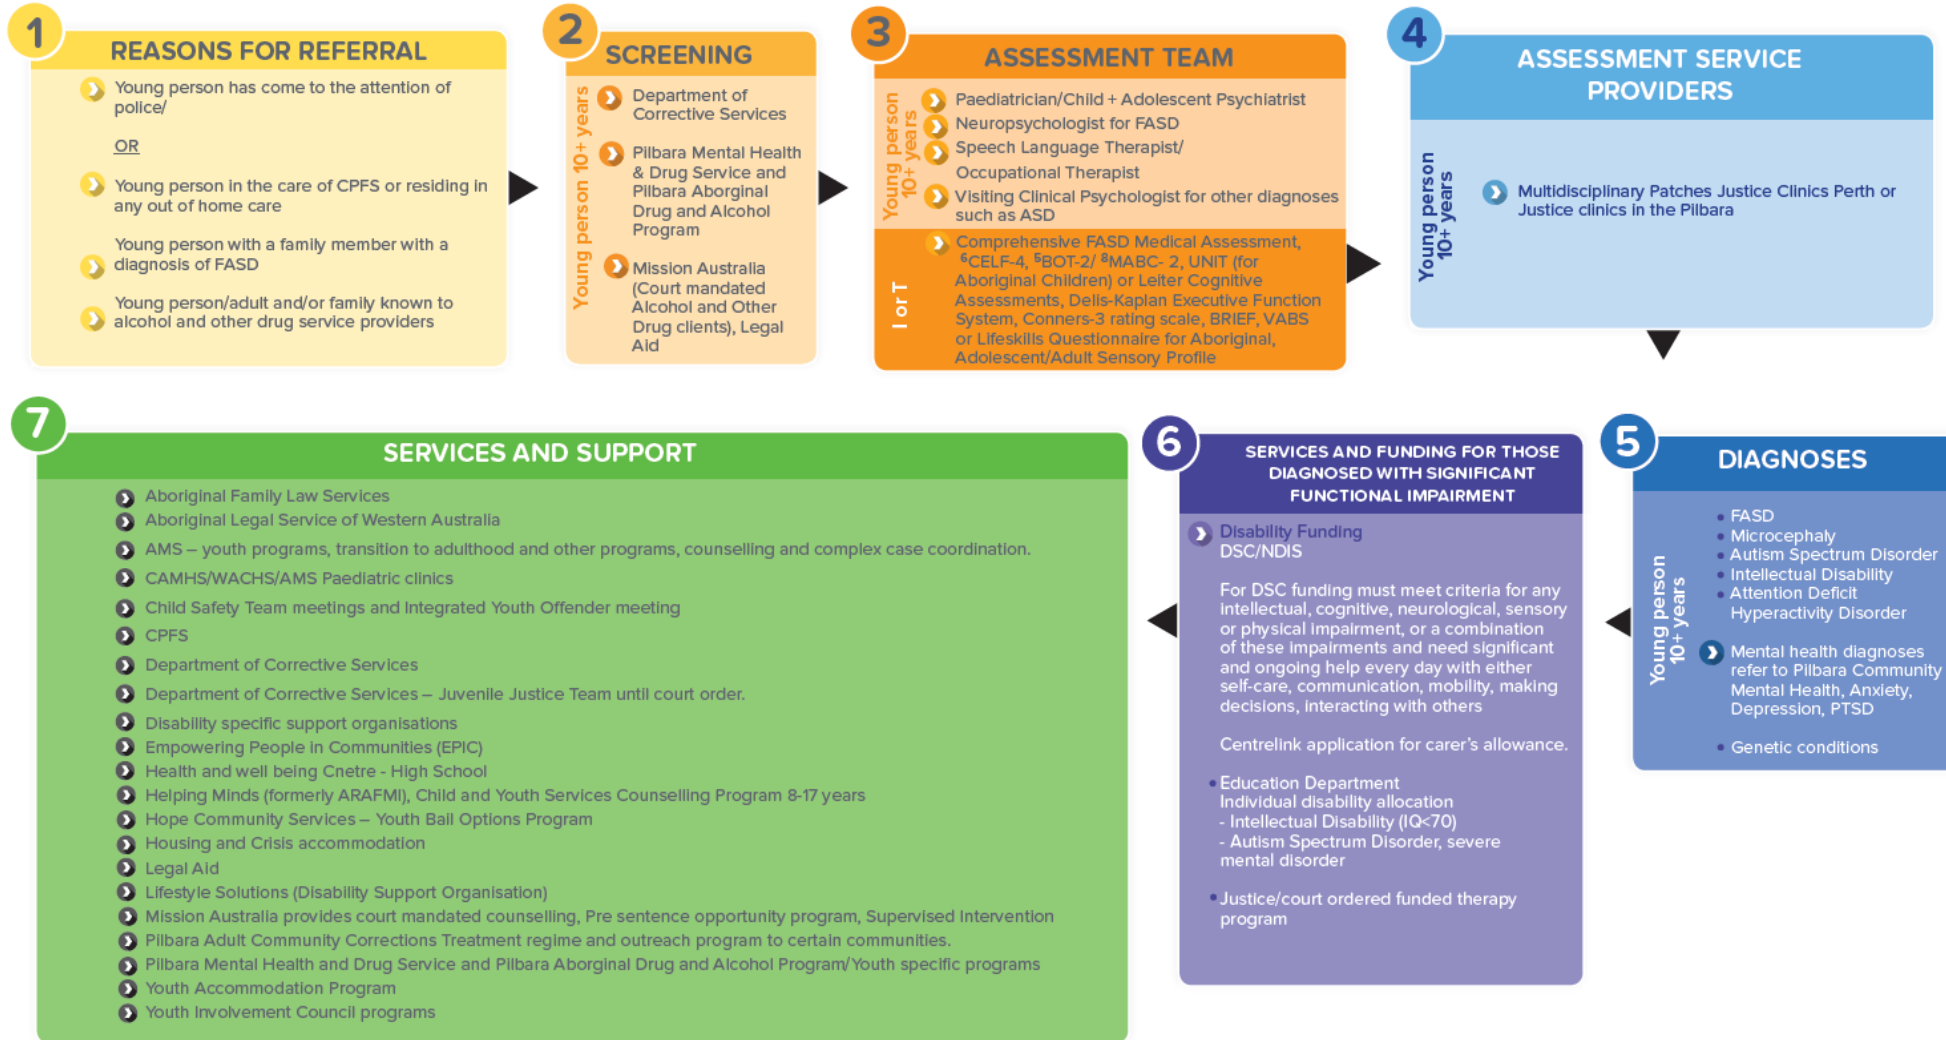 1
REASONS FOR REFERRAL
Young person has come to the attention of
police/
OR
Young person in the care of CPFS or residing in
any out of home care
Young person with a family member with a
diagnosis of FASD
Young person/adult and/or family known to
alcohol and other drug service providers
2
SCREENING
Young person 10+ years
Department of
Corrective Services
Pilbara Mental Health
& Drug Service and
Pilbara Aborginal
Drug and Alcohol
Program
Mission Australia
(Court mandated
Alcohol and Other
Drug clients), Legal
Aid
3
ASSESSMENT TEAM
Young person
10+ years
Paediatrician/Child + Adolescent Psychiatrist
Neuropsychologist for FASD
Speech Language Therapist/
Occupational Therapist
Visiting Clinical Psychologist for other diagnoses
such as ASD
I or T
Comprehensive FASD Medical Assessment,
⁶CELF-4, ⁵BOT-2/ ⁸MABC- 2, UNIT (for
Aboriginal Children) or Leiter Cognitive
Assessments, Delis-Kaplan Executive Function
System, Conners-3 rating scale, BRIEF, VABS
or Lifeskills Questionnaire for Aboriginal,
Adolescent/Adult Sensory Profile
4
ASSESSMENT SERVICE
PROVIDERS
Young person
10+ years
Multidisciplinary Patches Justice Clinics Perth or
Justice clinics in the Pilbara
5
DIAGNOSES
Young person
10+ years
• FASD
• Microcephaly
• Autism Spectrum Disorder
• Intellectual Disability
• Attention Deficit
Hyperactivity Disorder
Mental health diagnoses
refer to Pilbara Community
Mental Health, Anxiety,
Depression, PTSD
• Genetic conditions
6
SERVICES AND FUNDING FOR THOSE
DIAGNOSED WITH SIGNIFICANT
FUNCTIONAL IMPAIRMENT
Disability Funding
DSC/NDIS
For DSC funding must meet criteria for any
intellectual, cognitive, neurological, sensory
or physical impairment, or a combination
of these impairments and need significant
and ongoing help every day with either
self-care, communication, mobility, making
decisions, interacting with others
Centrelink application for carer's allowance.
• Education Department
Individual disability allocation
- Intellectual Disability (IQ<70)
- Autism Spectrum Disorder, severe
mental disorder
• Justice/court ordered funded therapy
program
7
SERVICES AND SUPPORT
Aboriginal Family Law Services
Aboriginal Legal Service of Western Australia
AMS – youth programs, transition to adulthood and other programs, counselling and complex case coordination.
CAMHS/WACHS/AMS Paediatric clinics
Child Safety Team meetings and Integrated Youth Offender meeting
CPFS
Department of Corrective Services
Department of Corrective Services – Juvenile Justice Team until court order.
Disability specific support organisations
Empowering People in Communities (EPIC)
Health and well being Cnetre - High School
Helping Minds (formerly ARAFMI), Child and Youth Services Counselling Program 8-17 years
Hope Community Services – Youth Bail Options Program
Housing and Crisis accommodation
Legal Aid
Lifestyle Solutions (Disability Support Organisation)
Mission Australia provides court mandated counselling, Pre sentence opportunity program, Supervised Intervention
Pilbara Adult Community Corrections Treatment regime and outreach program to certain communities.
Pilbara Mental Health and Drug Service and Pilbara Aborginal Drug and Alcohol Program/Youth specific programs
Youth Accommodation Program
Youth Involvement Council programs